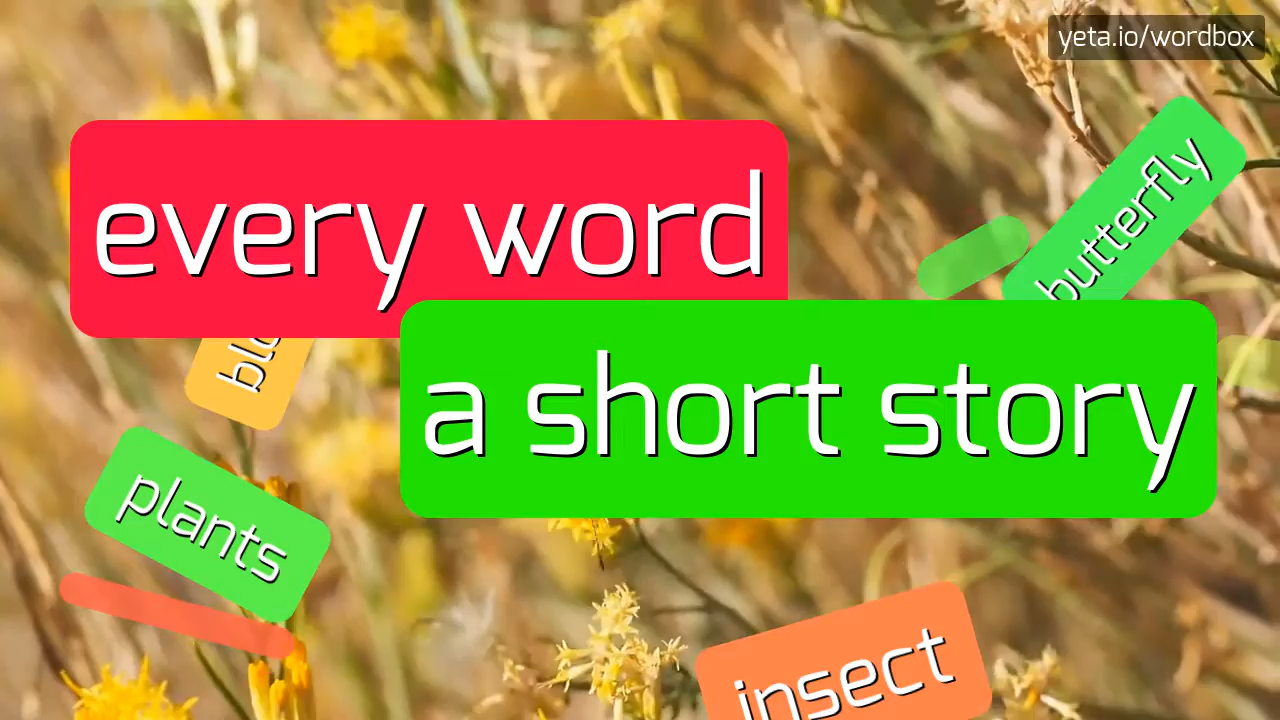 yeta.io/wordbox
every word
butterfly
a short story
plants
insect